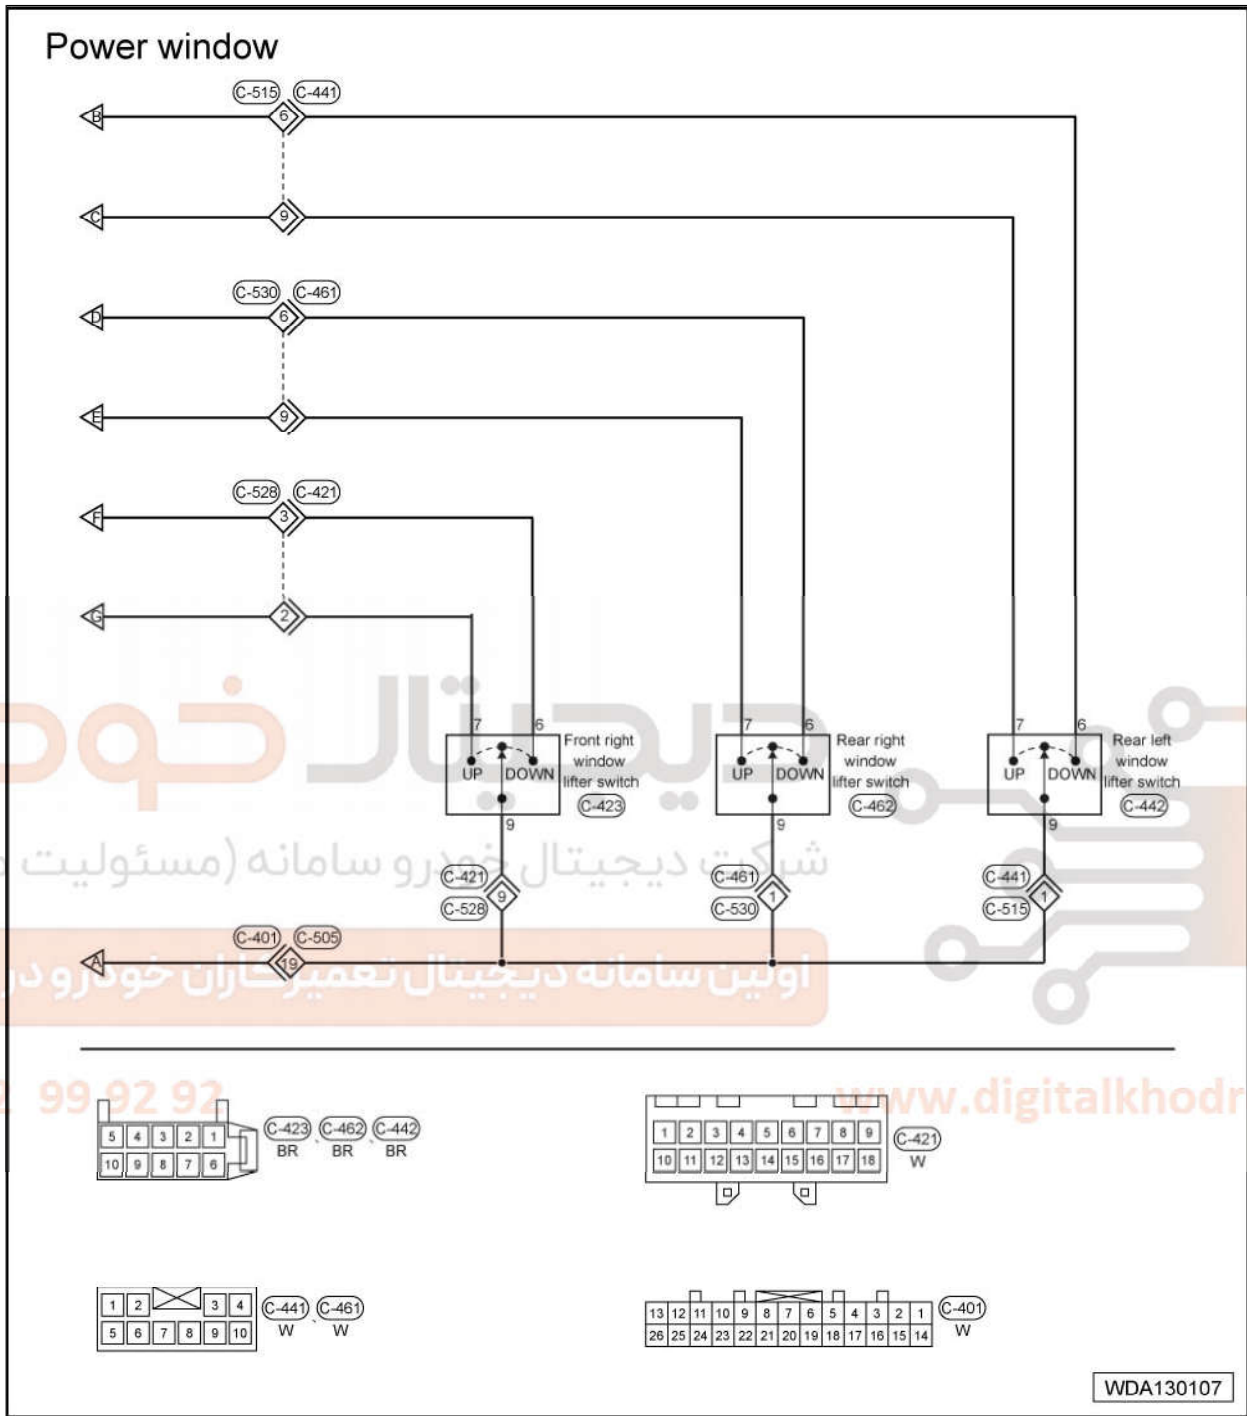 Power window
C-515 C-441
B 6
C 9
C-530 C-461
D 6
E 9
C-528 C-421
F 3
G 2
7 6 7 6 7 6
Front right
window
lifter switch
C-423
UP DOWN
Rear right
window
lifter switch
C-462
UP DOWN
Rear left
window
lifter switch
C-442
UP DOWN
9 9 9
C-421 9 C-528
C-461 1 C-530
C-441 1 C-515
C-401 C-505
A 19
دیجیتال خود
شرکت دیجیتال خودرو سامانه (مسئولیت
اولین سامانه دیجیتال تعمیرکاران خودرو در
99 92 92
www.digitalkhodr
5 4 3 2 1
10 9 8 7 6
C-423 、 C-462 、 C-442
BR BR BR
1 2 3 4 5 6 7 8 9
10 11 12 13 14 15 16 17 18
C-421
W
1 2 3 4
5 6 7 8 9 10
C-441 、 C-461
W W
13 12 11 10 9 8 7 6 5 4 3 2 1
26 25 24 23 22 21 20 19 18 17 16 15 14
C-401
W
WDA130107